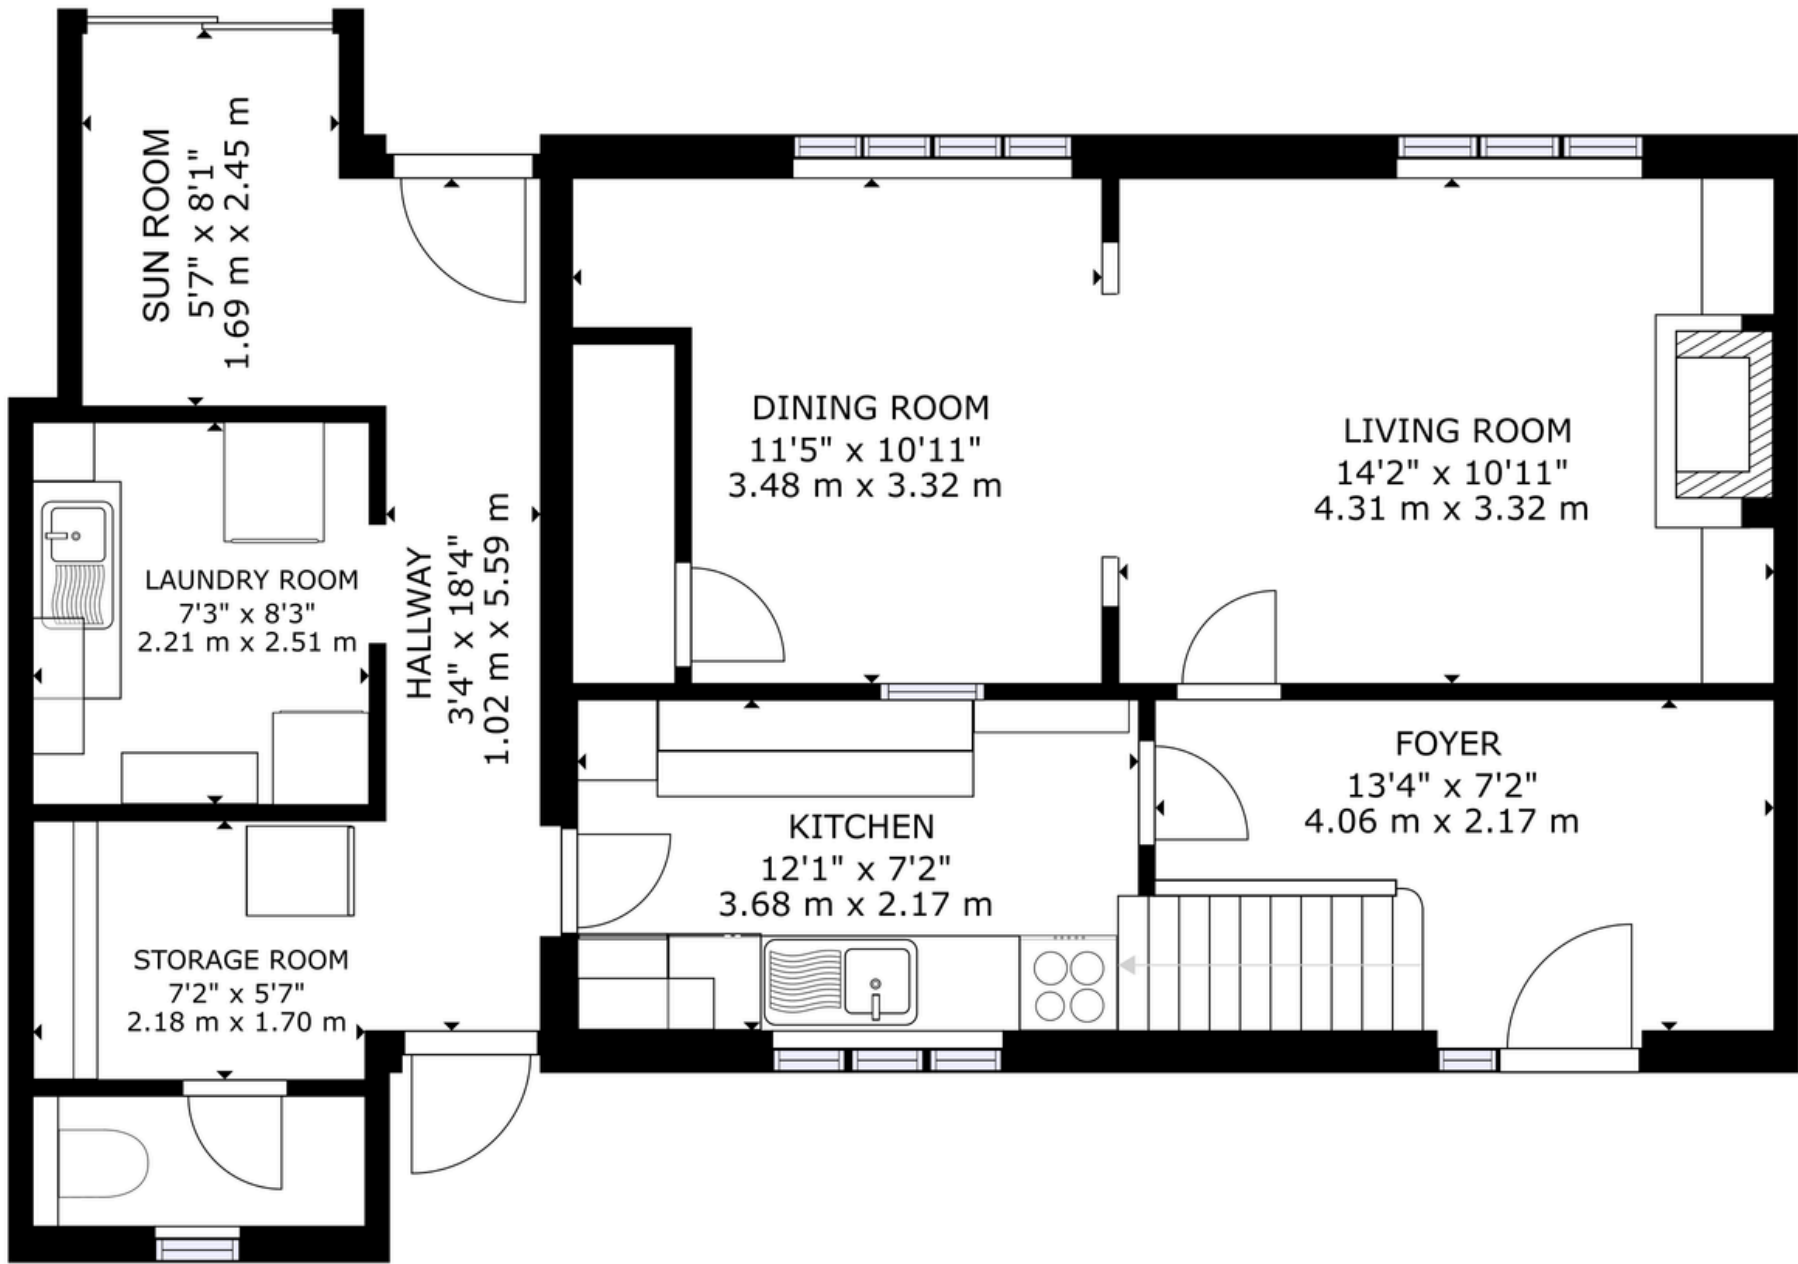 SUN ROOM
5'7" x 8'1"
1.69 m x 2.45 m
DINING ROOM
11'5" x 10'11"
3.48 m x 3.32 m
LIVING ROOM
14'2" x 10'11"
4.31 m x 3.32 m
LAUNDRY ROOM
7'3" x 8'3"
2.21 m x 2.51 m
HALLWAY
3'4" x 18'4"
1.02 m x 5.59 m
KITCHEN
12'1" x 7'2"
3.68 m x 2.17 m
FOYER
13'4" x 7'2"
4.06 m x 2.17 m
STORAGE ROOM
7'2" x 5'7"
2.18 m x 1.70 m